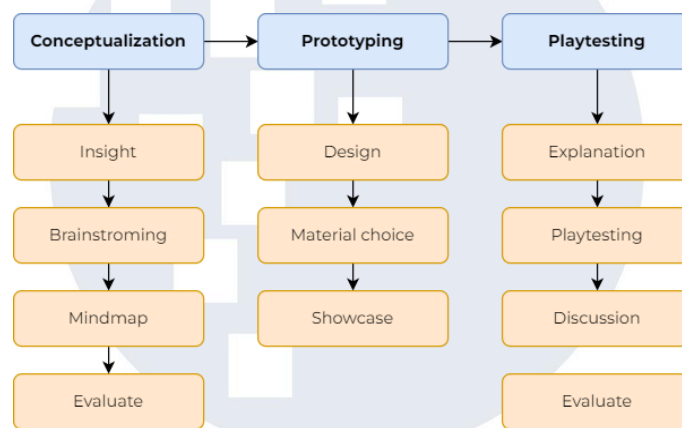 Conceptualization
Prototyping
Playtesting
Insight
Design
Explanation
Brainstroming
Material choice
Playtesting
Mindmap
Showcase
Discussion
Evaluate
Evaluate